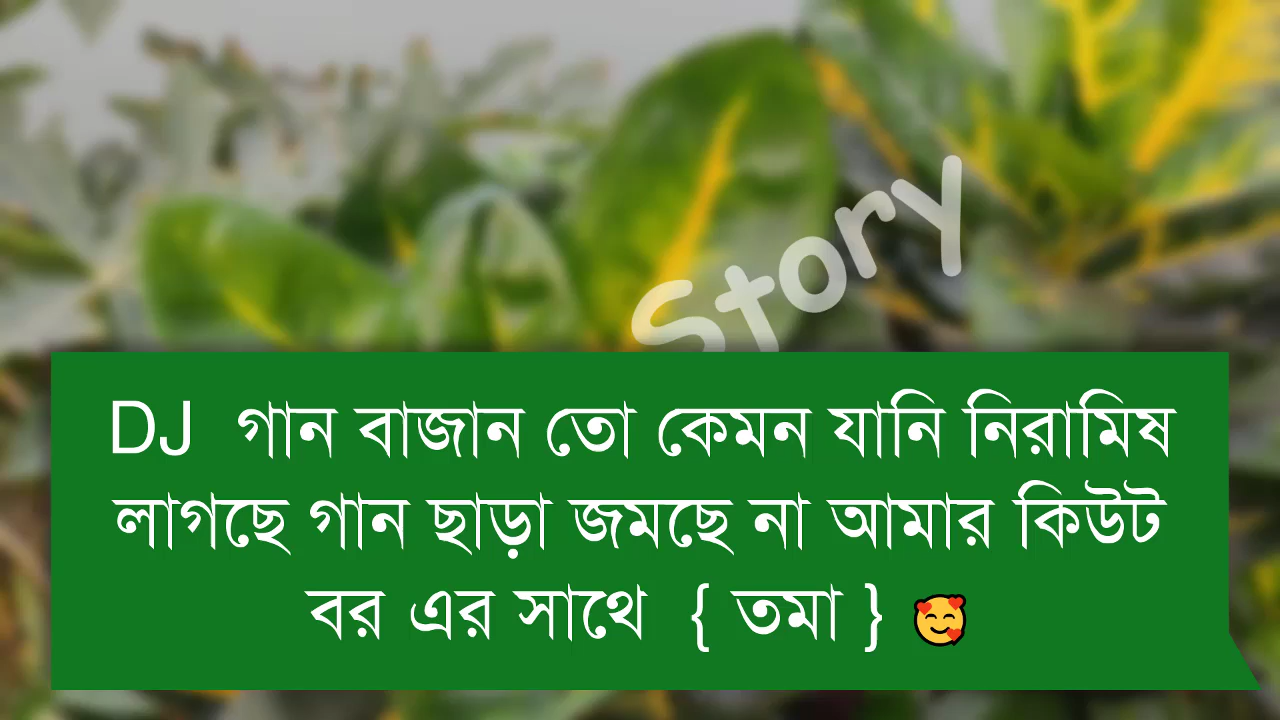 Story
DJ গান বাজান তো কেমন যানি নিরামিষ
লাগছে গান ছাড়া জমছে না আমার কিউট
বর এর সাথে { তমা } 🥰